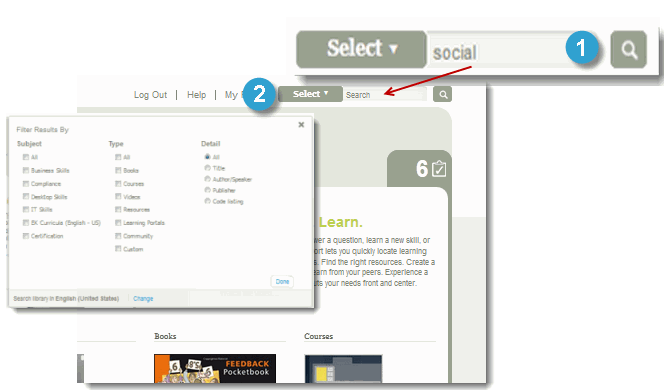 Select ▼ social 1
Log Out | Help | My 2 Select ▼ Search
Filter Results By:
Subject Type Detail
All All All
Business Skills Books Title
Compliance Courses Author/Speaker
Desktop Skills Videos Publisher
IT Skills Resources Code listing
EK Curricula (English - US) Learning Portals
Certification Community
Custom
Done
Search library in English (United States) Change
6
Learn.
wer a question, learn a new skill, or
ort lets you quickly locate learning
s. Find the right resources. Create a
earn from your peers. Experience a
uts your needs front and center.
Books Courses
FEEDBACK
Pocketbook